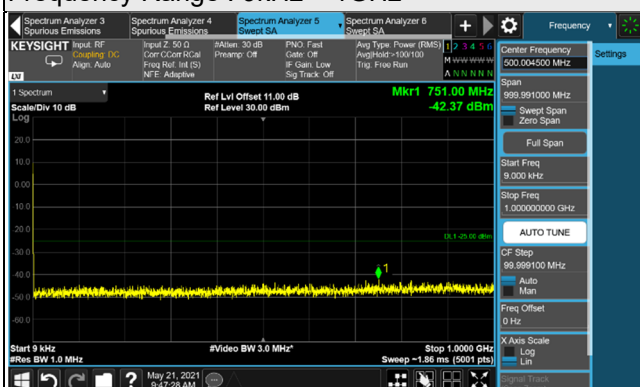 Frequency Range 9kHz ~ 1GHz
Spectrum Analyzer 3
Spurious Emissions
Spectrum Analyzer 4
Spurious Emissions
Spectrum Analyzer 5
Swept SA
Spectrum Analyzer 6
Swept SA
+
Frequency
KEYSIGHT
LXI
Input: RF
Coupling: DC
Align: Auto
Input Z: 50 Ω
Corr CCorr RCal
Freq Ref: Int (S)
NFE: Adaptive
#Atten: 30 dB
Preamp: Off
PNO: Fast
Gate: Off
IF Gain: Low
Sig Track: Off
Avg Type: Power (RMS)
Avg|Hold:>100/100
Trig: Free Run
1 2 3 4 5 6
M W W W W W
A N N N N N
1 Spectrum
Scale/Div 10 dB
Log
Ref Lvl Offset 11.00 dB
Ref Level 30.00 dBm
Mkr1 751.00 MHz
-42.37 dBm
20.0
10.0
0.00
-10.0
-20.0
-30.0
-40.0
-50.0
-60.0
DL1 -25.00 dBm
1
Start 9 kHz
#Res BW 1.0 MHz
#Video BW 3.0 MHz*
Stop 1.0000 GHz
Sweep ~1.86 ms (5001 pts)
Center Frequency
500.004500 MHz
Settings
Span
999.991000 MHz
Swept Span
Zero Span
Full Span
Start Freq
9.000 kHz
Stop Freq
1.000000000 GHz
AUTO TUNE
CF Step
99.999100 MHz
Auto
Man
Freq Offset
0 Hz
X Axis Scale
Log
Lin
Signal Track
?
May 21, 2021
9:47:28 AM